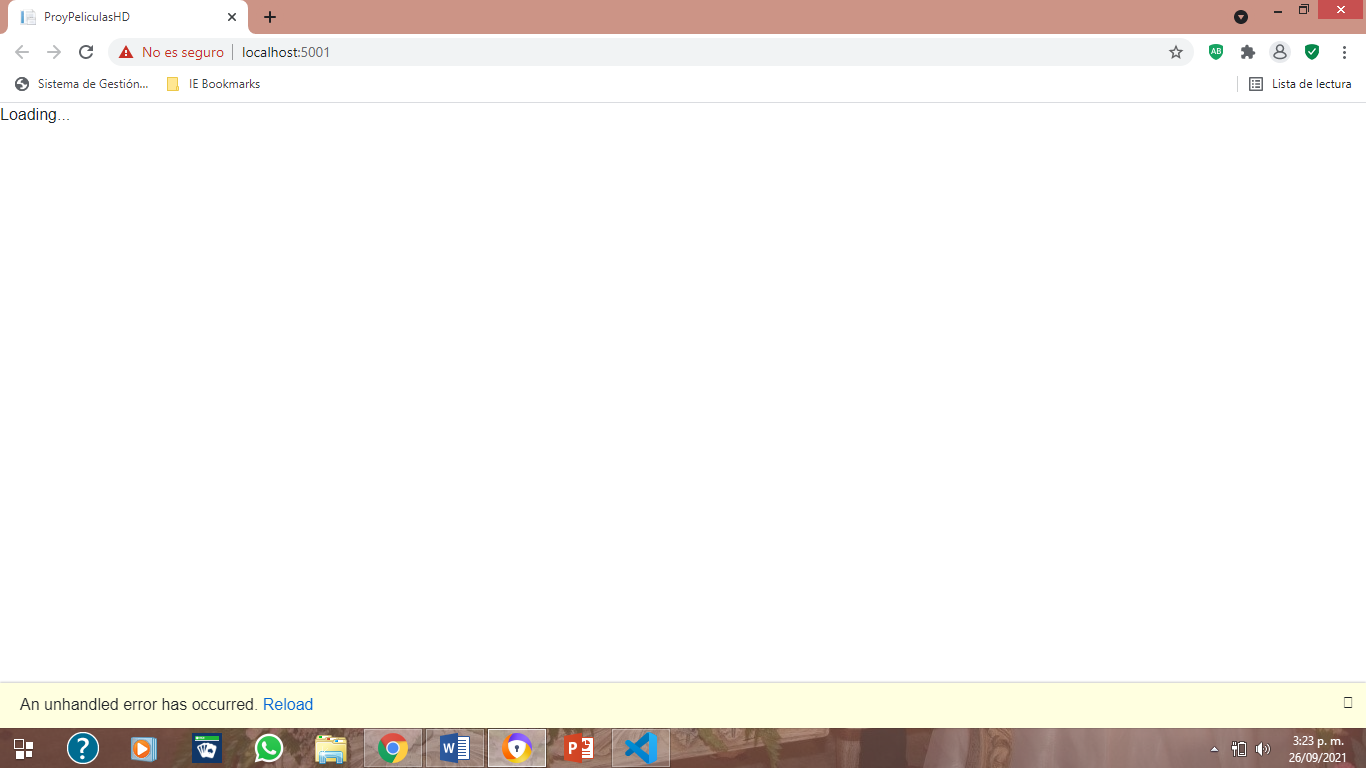 ProyPeliculasHD
No es seguro localhost:5001
Sistema de Gestión... IE Bookmarks Lista de lectura
Loading...
An unhandled error has occurred. Reload
3:23 p. m.
26/09/2021